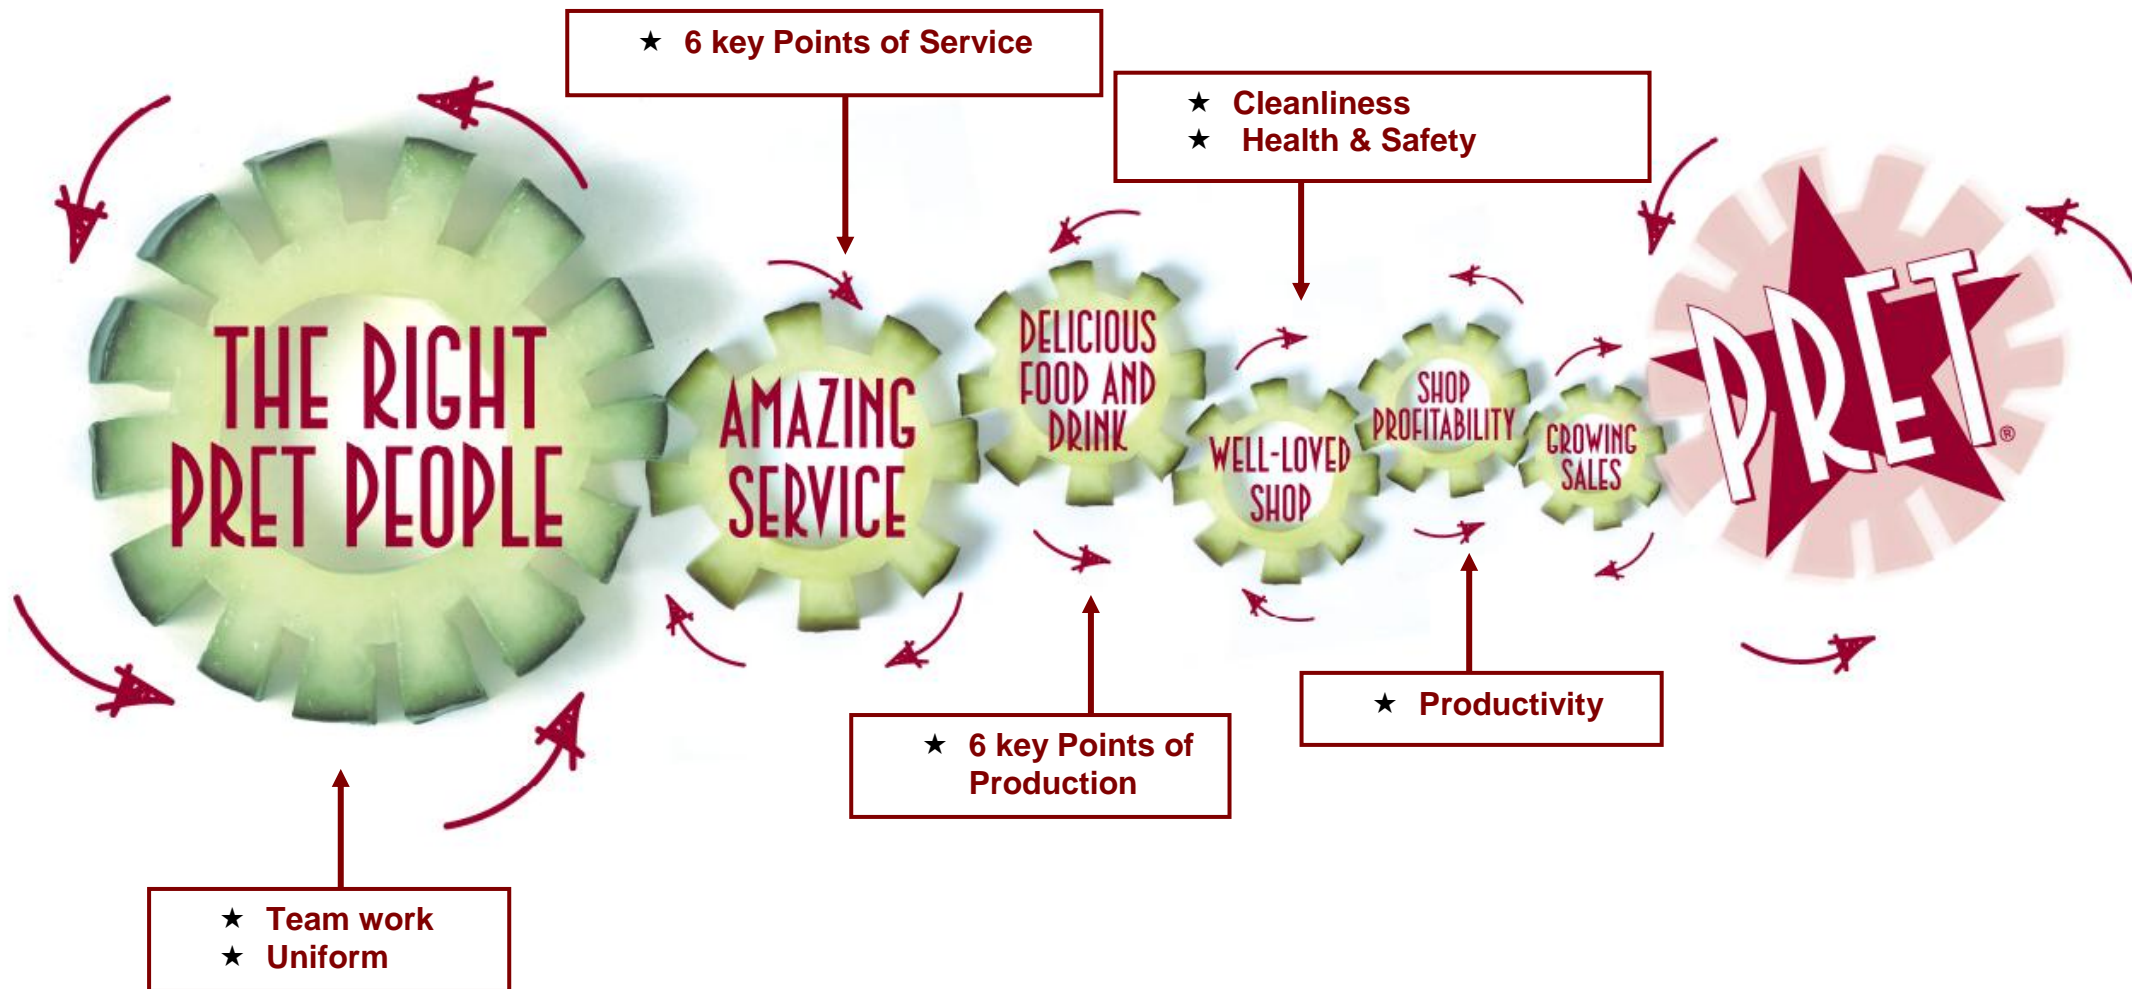 ★ 6 key Points of Service
★ Cleanliness
★ Health & Safety
THE RIGHT
PRET PEOPLE
AMAZING
SERVICE
DELICIOUS
FOOD AND
DRINK
WELL-LOVED
SHOP
SHOP
PROFITABILITY
GROWING
SALES
PRET®
★ Productivity
★ 6 key Points of
Production
★ Team work
★ Uniform